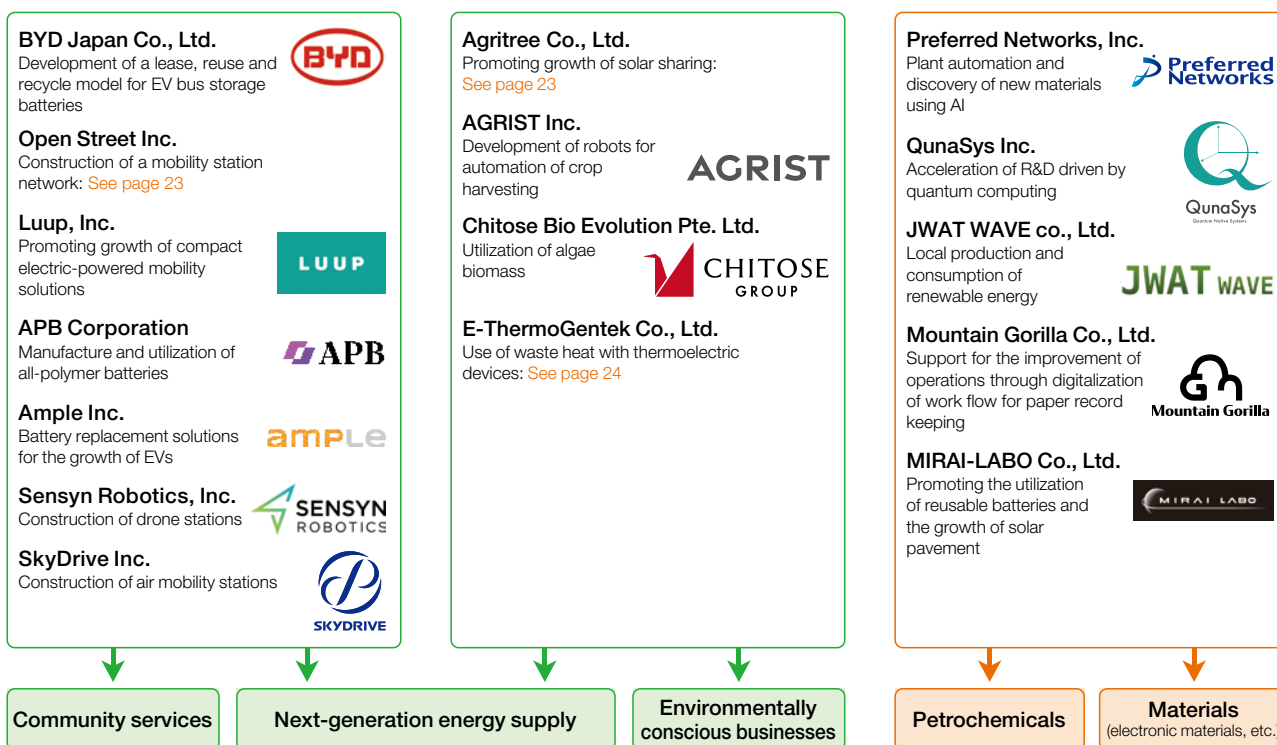 BYD Japan Co., Ltd.
Development of a lease, reuse and
recycle model for EV bus storage
batteries
BYD
Open Street Inc.
Construction of a mobility station
network: See page 23
Luup, Inc.
Promoting growth of compact
electric-powered mobility
solutions
LUUP
APB Corporation
Manufacture and utilization of
all-polymer batteries
APB
Ample Inc.
Battery replacement solutions
for the growth of EVs
amPLe
Sensyn Robotics, Inc.
Construction of drone stations
SENSYN
ROBOTICS
SkyDrive Inc.
Construction of air mobility stations
SKYDRIVE
Agritree Co., Ltd.
Promoting growth of solar sharing:
See page 23
AGRIST Inc.
Development of robots for
automation of crop
harvesting
AGRIST
Chitose Bio Evolution Pte. Ltd.
Utilization of algae
biomass
CHITOSE
GROUP
E-ThermoGentek Co., Ltd.
Use of waste heat with thermoelectric
devices: See page 24
Preferred Networks, Inc.
Plant automation and
discovery of new materials
using AI
Preferred
Networks
QunaSys Inc.
Acceleration of R&D driven by
quantum computing
QunaSys
Quantum Native Systems
JWAT WAVE co., Ltd.
Local production and
consumption of
renewable energy
JWAT WAVE
Mountain Gorilla Co., Ltd.
Support for the improvement of
operations through digitalization
of work flow for paper record
keeping
Mountain Gorilla
MIRAI-LABO Co., Ltd.
Promoting the utilization
of reusable batteries and
the growth of solar
pavement
MIRAI LABO
Community services
Next-generation energy supply
Environmentally
conscious businesses
Petrochemicals
Materials
(electronic materials, etc.)